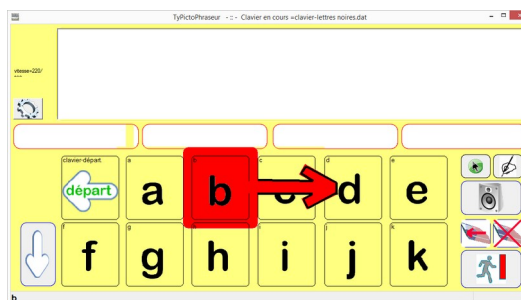 TyPictoPhraseur - :: - Clavier en cours =clavier-lettres noires.dat
vitesse=220/
clavier-départ. a c d e
départ a b d e
f g j k
f g h i j k
b